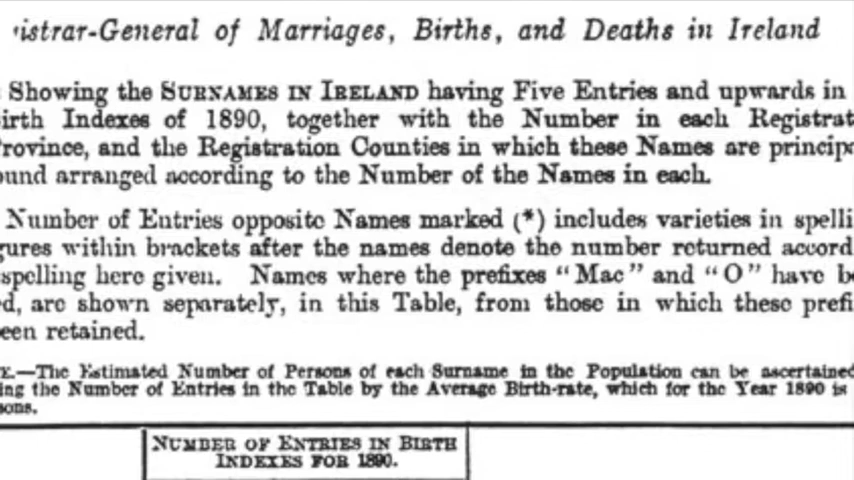 istrar-General of Marriages, Births, and Deaths in Ireland
Showing the SURNAMES IN IRELAND having Five Entries and upwards in
irth Indexes of 1890, together with the Number in each Registrat
rovince, and the Registration Counties in which these Names are princip
ound arranged according to the Number of the Names in each.
Number of Entries opposite Names marked (*) includes varieties in spelli
gures within brackets after the names denote the number returned accord
spelling here given. Names where the prefixes "Mac" and "O" have be
d, are shown separately, in this Table, from those in which these prefi
een retained.
E.—The Estimated Number of Persons of each Surname in the Population can be ascertained
ing the Number of Entries in the Table by the Average Birth-rate, which for the Year 1890 is
sons.
NUMBER OF ENTRIES IN BIRTH
INDEXES FOR 1890.